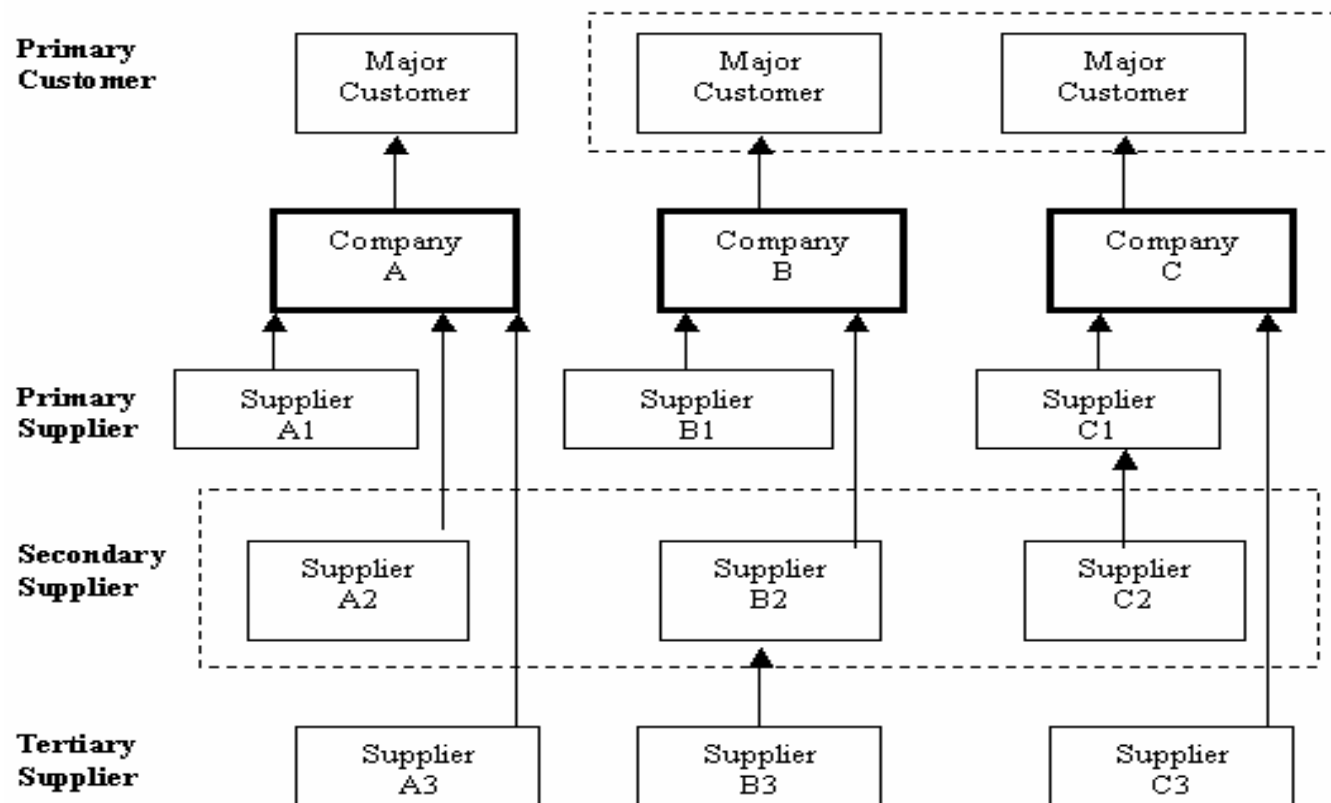 Primary
Customer
Major
Customer
Major
Customer
Major
Customer
Company
A
Company
B
Company
C
Primary
Supplier
Supplier
A1
Supplier
B1
Supplier
C1
Secondary
Supplier
Supplier
A2
Supplier
B2
Supplier
C2
Tertiary
Supplier
Supplier
A3
Supplier
B3
Supplier
C3